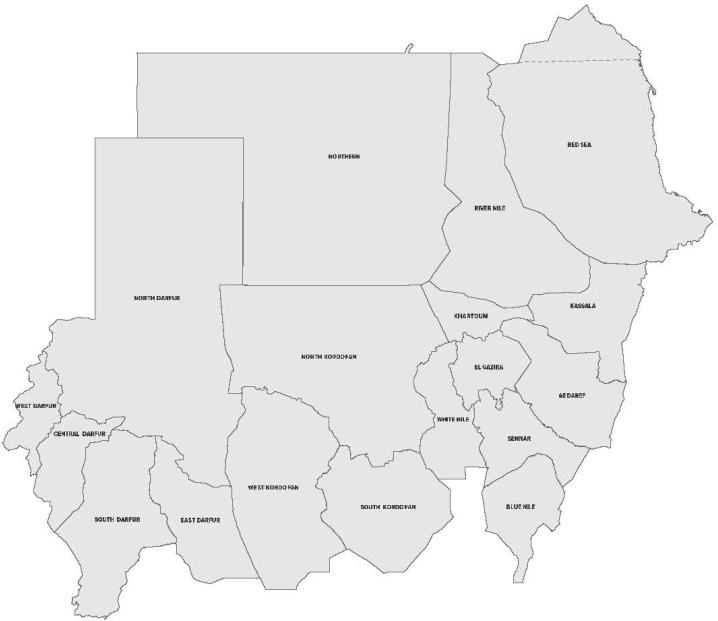 RED SEA
NORTHERN
RIVER NILE
NORTH DARFUR
KASSALA
KHARTOUM
NORTH KORDOFAN
EL GAZIRA
GEDAREF
WEST DARFUR
WHITE NILE
CENTRAL DARFUR
SENNAR
WEST KORDOFAN
SOUTH KORDOFAN
BLUE NILE
SOUTH DARFUR
EAST DARFUR